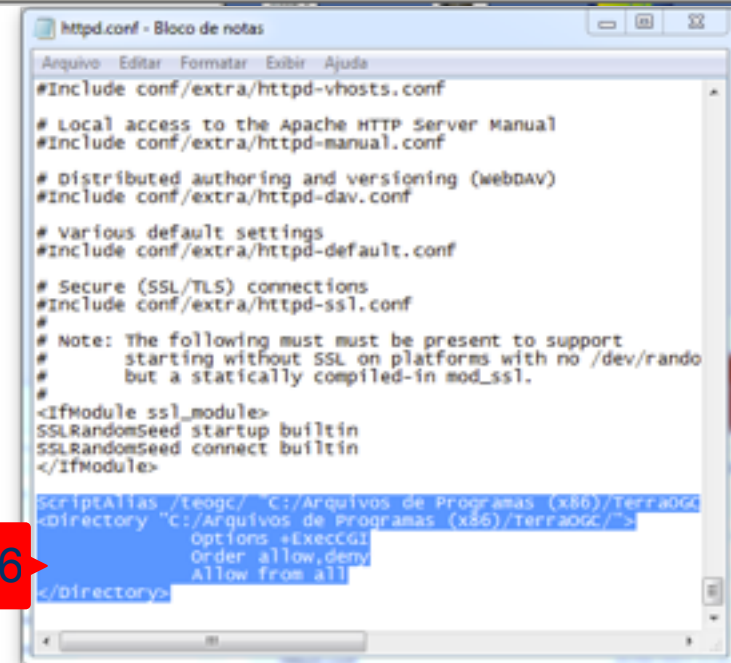 httpd.conf - Bloco de notas
Arquivo Editar Formatar Exibir Ajuda
#Include conf/extra/httpd-vhosts.conf
# Local access to the Apache HTTP Server Manual
#Include conf/extra/httpd-manual.conf
# Distributed authoring and versioning (WebDAV)
#Include conf/extra/httpd-dav.conf
# Various default settings
#Include conf/extra/httpd-default.conf
# Secure (SSL/TLS) connections
#Include conf/extra/httpd-ssl.conf
#
# Note: The following must must be present to support
# starting without SSL on platforms with no /dev/rando
# but a statically compiled-in mod_ssl.
#
<IfModule ssl_module>
SSLRandomSeed startup builtin
SSLRandomSeed connect builtin
</IfModule>
ScriptAlias /teogc/ "C:/Arquivos de Programas (x86)/TerraOGC
<Directory "C:/Arquivos de Programas (x86)/TerraOGC/">
Options +ExecCGI
Order allow,deny
Allow from all
</Directory>
6